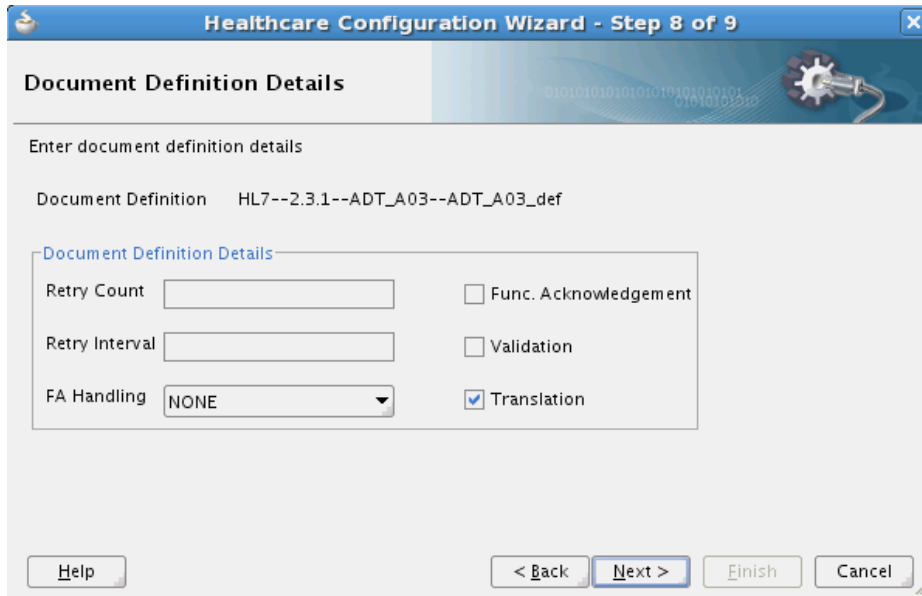 Healthcare Configuration Wizard - Step 8 of 9
Document Definition Details
010101010101010101010101010101
0101010101010
Enter document definition details
Document Definition HL7--2.3.1--ADT_A03--ADT_A03_def
Document Definition Details
Retry Count
Func. Acknowledgement
Retry Interval
Validation
FA Handling NONE
Translation
Help
< Back
Next >
Finish
Cancel